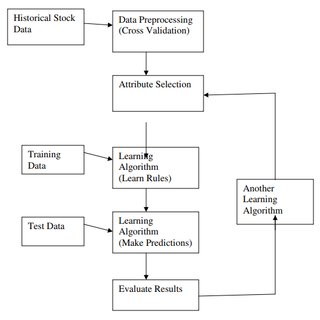 Historical Stock
Data
Data Preprocessing
(Cross Validation)
Attribute Selection
Training
Data
Learning
Algorithm
(Learn Rules)
Another
Learning
Algorithm
Test Data
Learning
Algorithm
(Make Predictions)
Evaluate Results